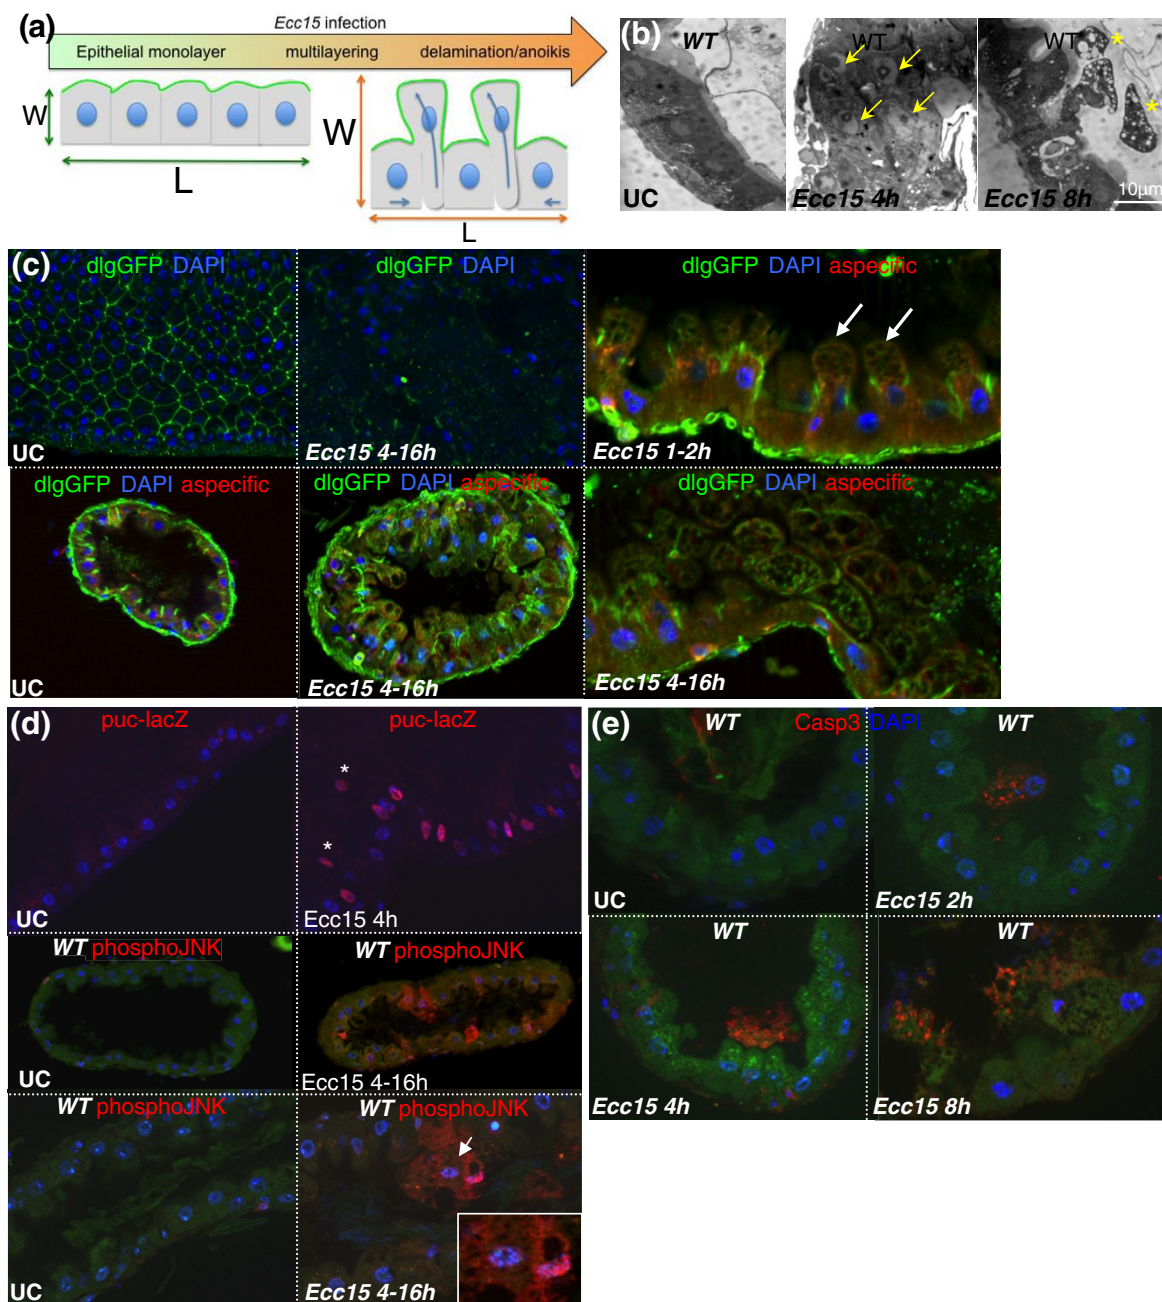 (a)
Ecc15 infection
Epithelial monolayer multilayering delamination/anoikis
W
L
W
L
(b)
WT
UC
WT
Ecc15 4h
WT
*
*
Ecc15 8h
10µm
(c)
dlgGFP DAPI
UC
dlgGFP DAPI
Ecc15 4-16h
dlgGFP DAPI aspecific
Ecc15 1-2h
dlgGFP DAPI aspecific
UC
dlgGFP DAPI aspecific
Ecc15 4-16h
dlgGFP DAPI aspecific
Ecc15 4-16h
(d)
puc-lacZ
UC
puc-lacZ
*
*
Ecc15 4h
WT phosphoJNK
UC
WT phosphoJNK
Ecc15 4-16h
WT phosphoJNK
UC
WT phosphoJNK
Ecc15 4-16h
(e)
Casp3 DAPI
WT
UC
WT
Ecc15 2h
WT
Ecc15 4h
WT
Ecc15 8h